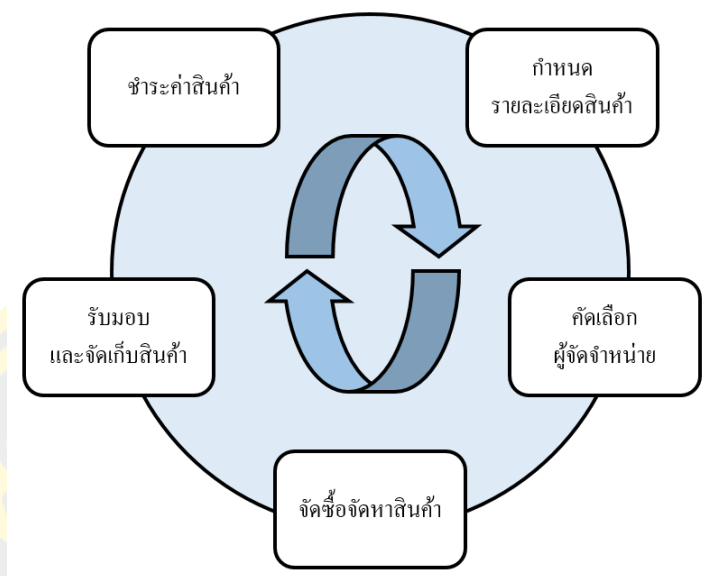 ชำระค่าสินค้า
กำหนด
รายละเอียดสินค้า
รับมอบ
และจัดเก็บสินค้า
คัดเลือก
ผู้จัดจำหน่าย
จัดซื้อจัดหาสินค้า